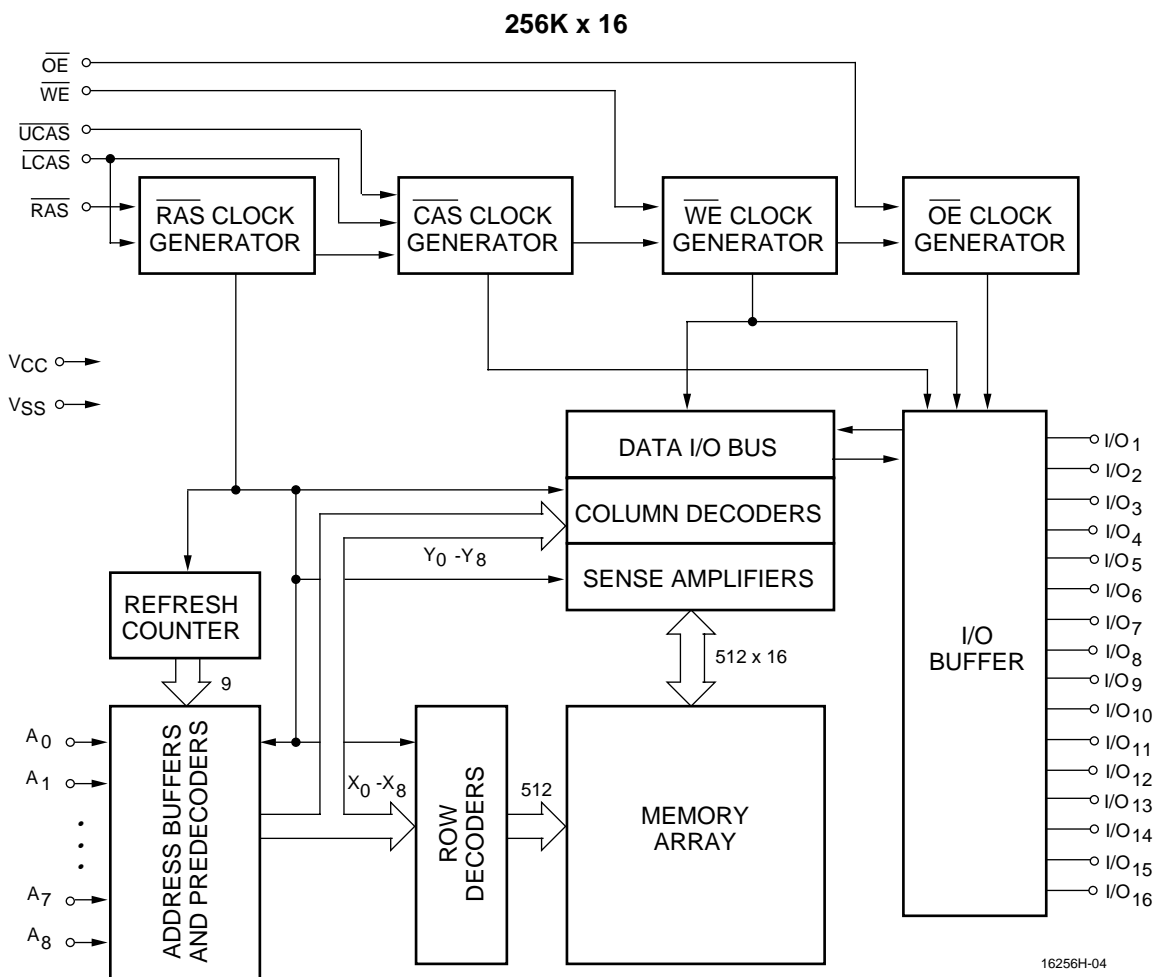 256K x 16
OE
WE
UCAS
LCAS
RAS
RAS CLOCK
GENERATOR
CAS CLOCK
GENERATOR
WE CLOCK
GENERATOR
OE CLOCK
GENERATOR
VCC
VSS
DATA I/O BUS
COLUMN DECODERS
SENSE AMPLIFIERS
Y0 -Y8
REFRESH
COUNTER
9
512 x 16
I/O
BUFFER
I/O1
I/O2
I/O3
I/O4
I/O5
I/O6
I/O7
I/O8
I/O9
I/O10
I/O11
I/O12
I/O13
I/O14
I/O15
I/O16
A0
A1
A7
A8
ADDRESS BUFFERS
AND PREDECODERS
X0 -X8
ROW
DECODERS
512
MEMORY
ARRAY
16256H-04